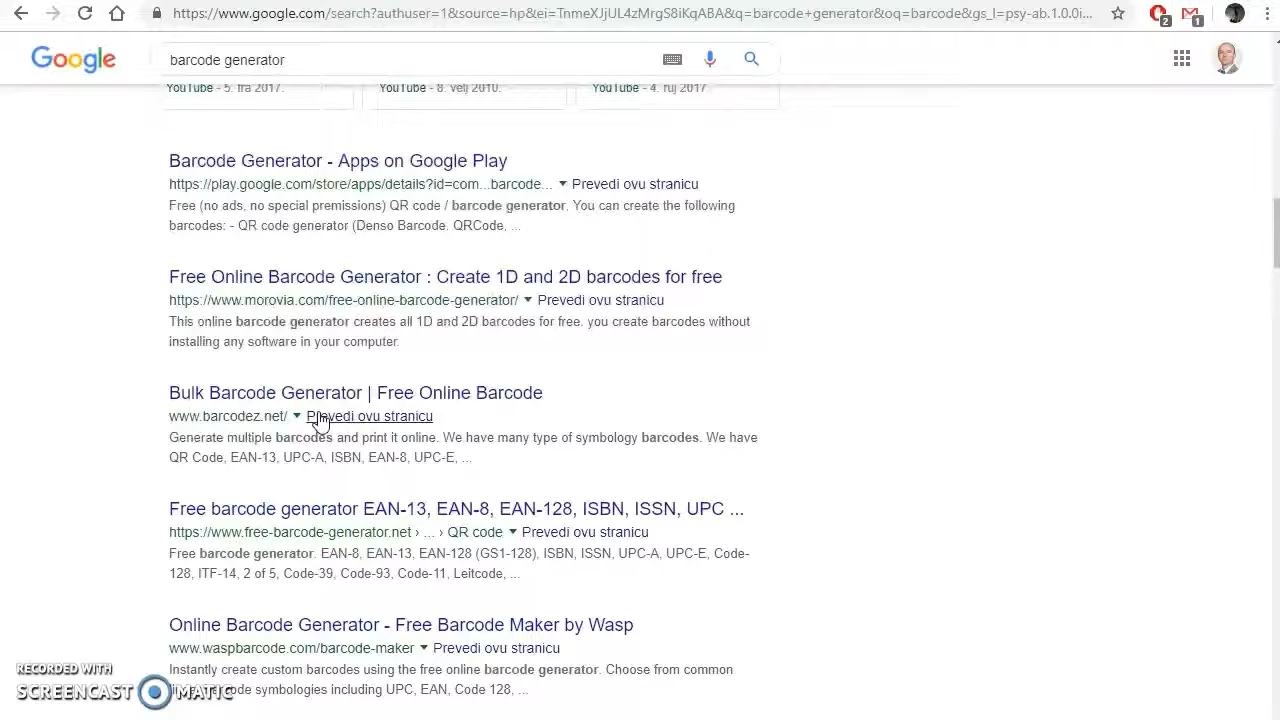 https://www.google.com/search?authuser=1&source=hp&ei=TnmeXJjUL4zMrgS8iKqABA&q=barcode+generator&oq=barcode&gs_l=psy-ab.1.0.0i...
2
1
Google
barcode generator
YouTube - 5. tra 2017.
YouTube - 8. velj 2010.
YouTube - 4. ruj 2017.
Barcode Generator - Apps on Google Play
https://play.google.com/store/apps/details?id=com...barcode... Prevedi ovu stranicu
Free (no ads, no special premissions) QR code / barcode generator. You can create the following
barcodes: - QR code generator (Denso Barcode, QRCode, ...
Free Online Barcode Generator : Create 1D and 2D barcodes for free
https://www.morovia.com/free-online-barcode-generator/ Prevedi ovu stranicu
This online barcode generator creates all 1D and 2D barcodes for free. you create barcodes without
installing any software in your computer.
Bulk Barcode Generator | Free Online Barcode
www.barcodez.net/ Prevedi ovu stranicu
Generate multiple barcodes and print it online. We have many type of symbology barcodes. We have
QR Code, EAN-13, UPC-A, ISBN, EAN-8, UPC-E, ...
Free barcode generator EAN-13, EAN-8, EAN-128, ISBN, ISSN, UPC ...
https://www.free-barcode-generator.net › ... › QR code Prevedi ovu stranicu
Free barcode generator. EAN-8, EAN-13, EAN-128 (GS1-128), ISBN, ISSN, UPC-A, UPC-E, Code-
128, ITF-14, 2 of 5, Code-39, Code-93, Code-11, Leitcode, ...
Online Barcode Generator - Free Barcode Maker by Wasp
www.waspbarcode.com/barcode-maker Prevedi ovu stranicu
Instantly create custom barcodes using the free online barcode generator. Choose from common
code symbologies including UPC, EAN, Code 128, ...
RECORDED WITH
SCREENCAST MATIC